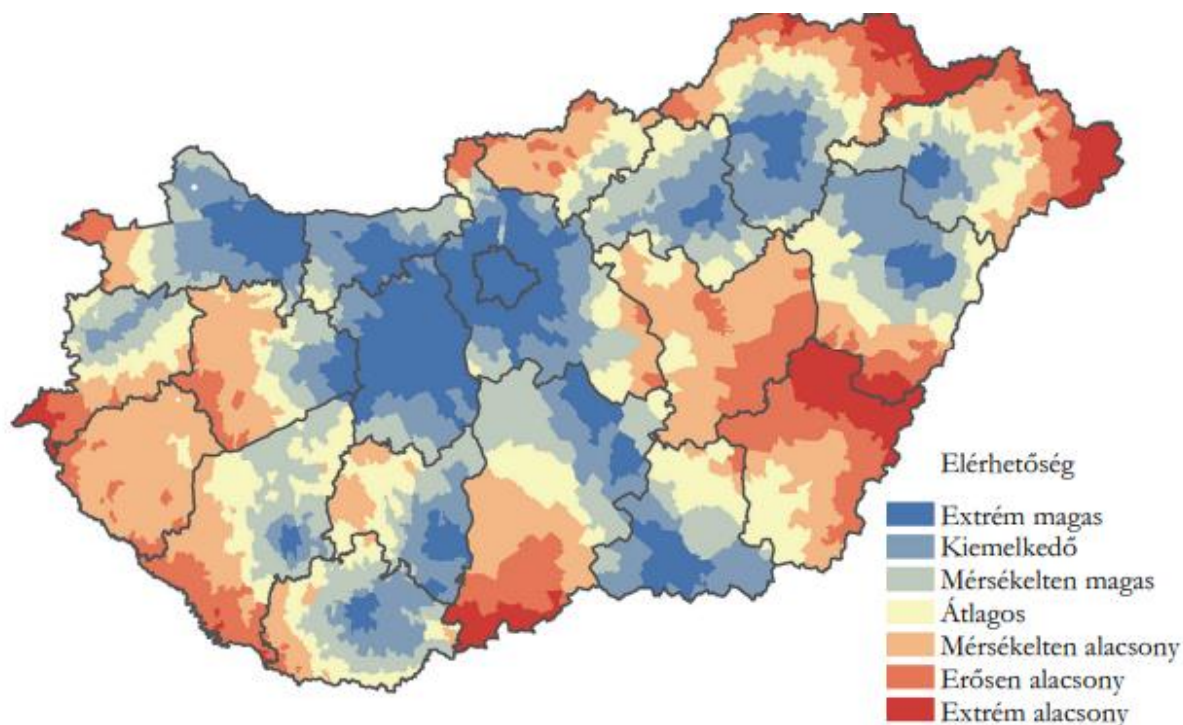 Elérhetőség
Extrém magas
Kiemelkedő
Mérsékelten magas
Átlagos
Mérsékelten alacsony
Erősen alacsony
Extrém alacsony